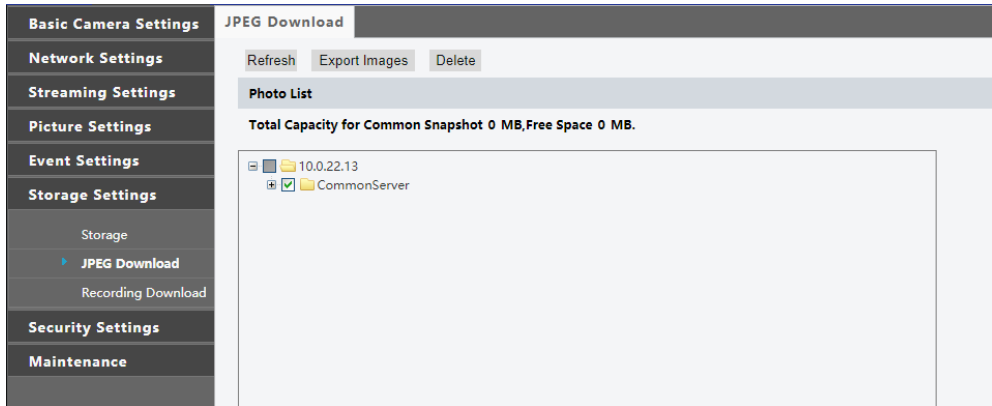 Basic Camera Settings
Network Settings
Streaming Settings
Picture Settings
Event Settings
Storage Settings
Storage
JPEG Download
Recording Download
Security Settings
Maintenance
JPEG Download
Refresh Export Images Delete
Photo List
Total Capacity for Common Snapshot 0 MB,Free Space 0 MB.
10.0.22.13
CommonServer